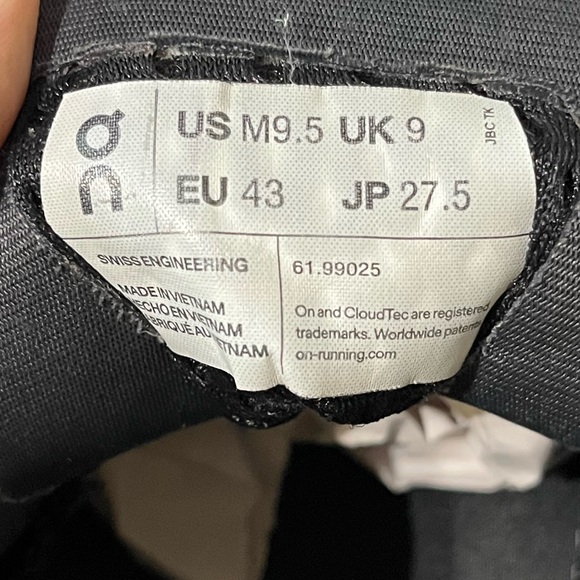 On
US M9.5 UK 9
JBC TK
EU 43 JP 27.5
SWISS ENGINEERING
61.99025
MADE IN VIETNAM
HECHO EN VIETNAM
FABRIQUÉ AU VIETNAM
On and CloudTec are registered
trademarks. Worldwide
on-running.com